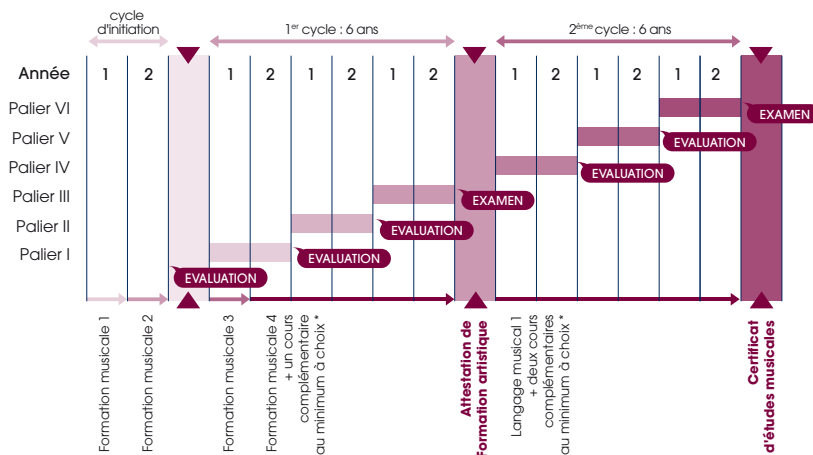 cycle
d'initiation
1er cycle : 6 ans
2ème cycle : 6 ans
Année
1 2 1 2 1 2 1 2 1 2 1 2 1 2
Palier VI
EXAMEN
Palier V
EVALUATION
Palier IV
EVALUATION
Palier III
EXAMEN
Palier II
EVALUATION
Palier I
EVALUATION
EVALUATION
Formation musicale 1
Formation musicale 2
Formation musicale 3
Formation musicale 4
+ un cours
complémentaire
au minimum à choix *
Attestation de
Formation artistique
Langage musical 1
+ deux cours
complémentaires
au minimum à choix *
Certificat
d'études musicales